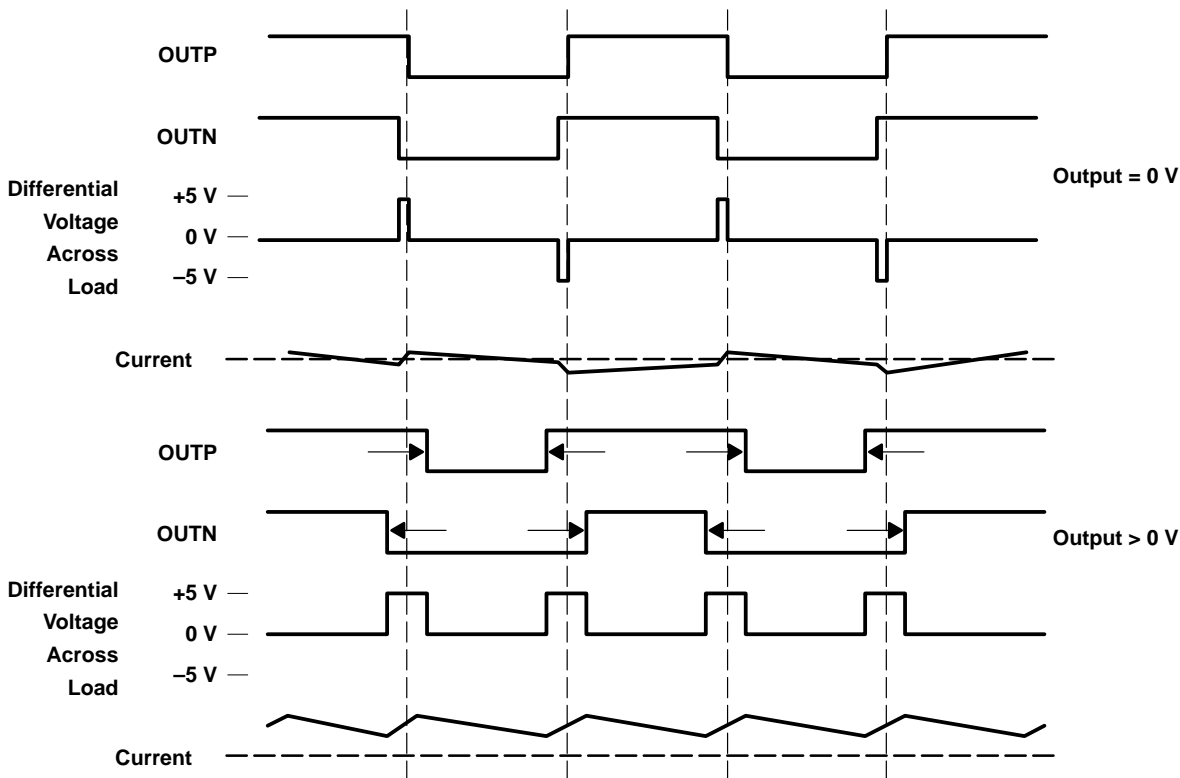 OUTP
OUTN
Output = 0 V
Differential
Voltage
Across
Load
+5 V
0 V
–5 V
Current
OUTP
OUTN
Output > 0 V
Differential
Voltage
Across
Load
+5 V
0 V
–5 V
Current